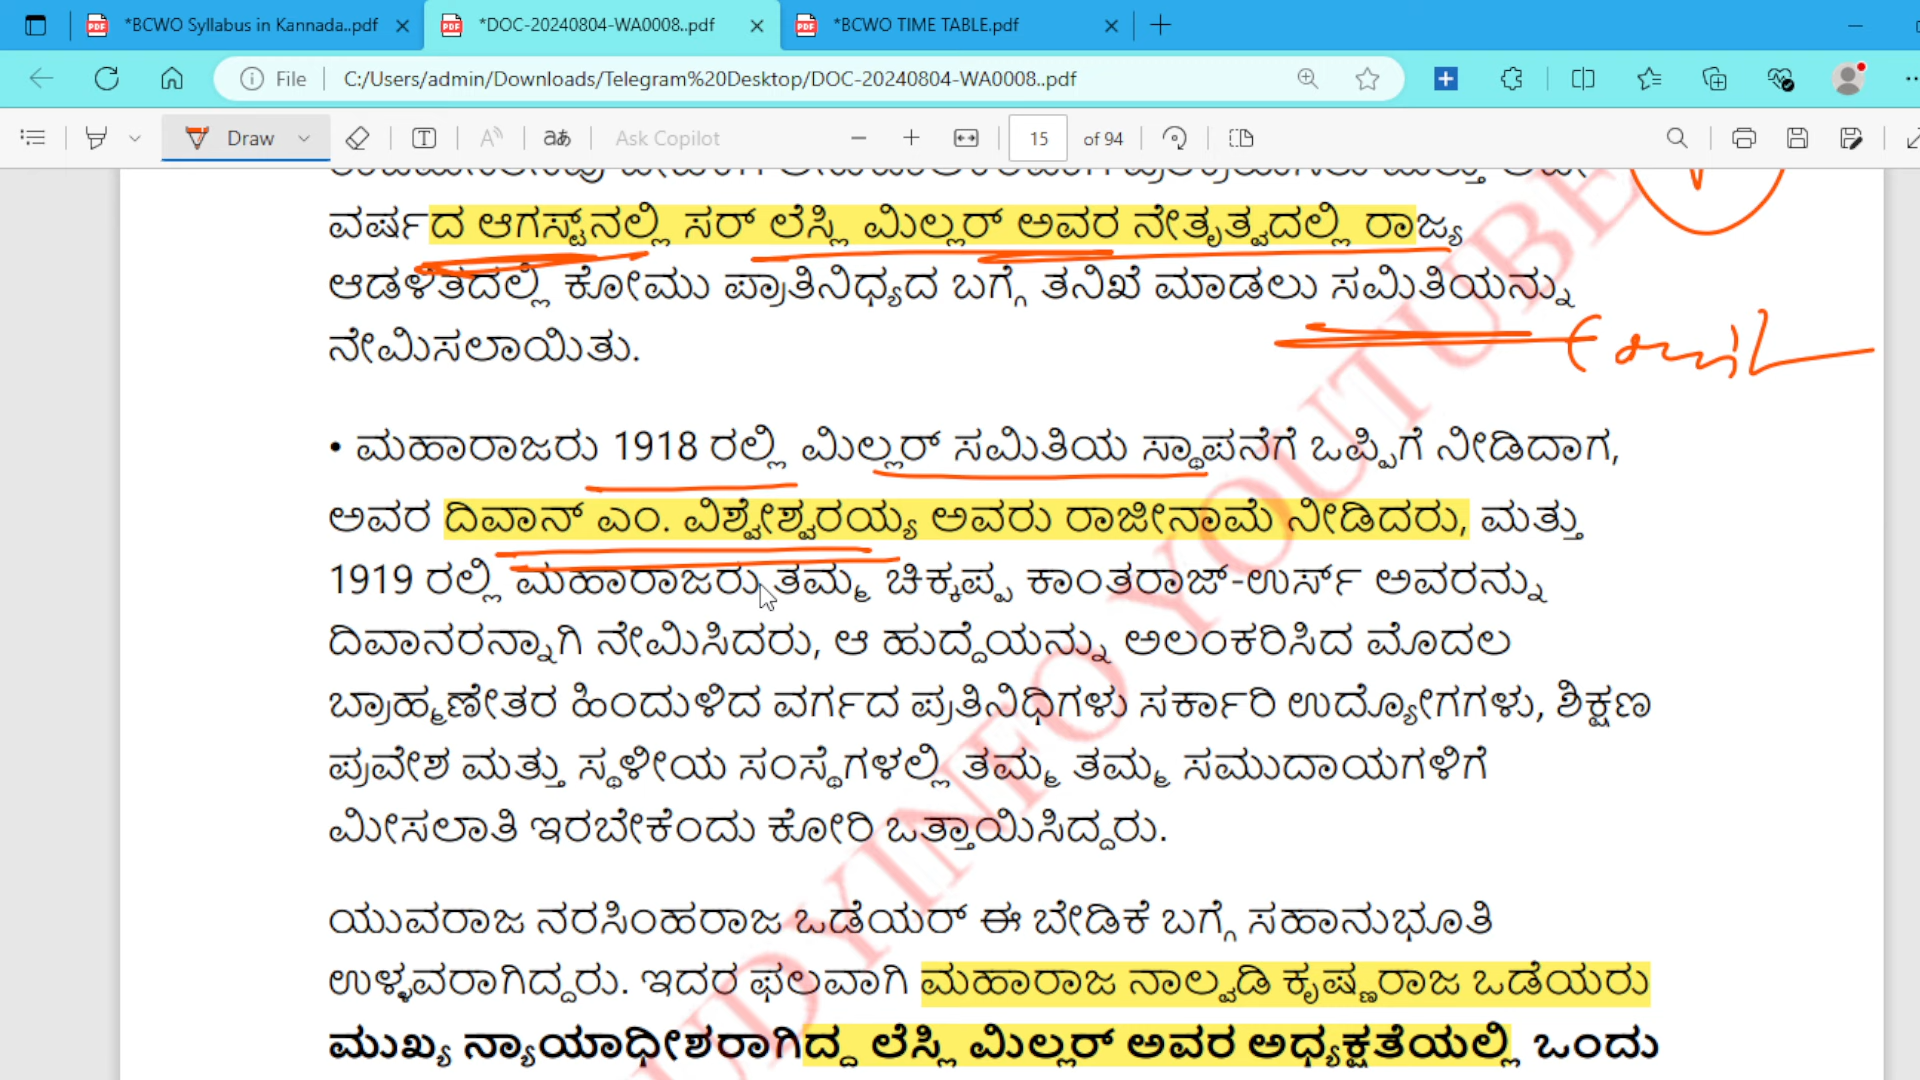 *BCWO Syllabus in Kannada..pdf
*DOC-20240804-WA0008..pdf
*BCWO TIME TABLE.pdf
File
C:/Users/admin/Downloads/Telegram%20Desktop/DOC-20240804-WA0008..pdf
Draw
Ask Copilot
15 of 94
ವರ್ಷದ ಆಗಸ್ಟ್‌ನಲ್ಲಿ ಸರ್ ಲೆಸ್ಲಿ ಮಿಲ್ಲರ್ ಅವರ ನೇತೃತ್ವದಲ್ಲಿ ರಾಜ್ಯ
ಆಡಳಿತದಲ್ಲಿ ಕೋಮು ಪ್ರಾತಿನಿಧ್ಯದ ಬಗ್ಗೆ ತನಿಖೆ ಮಾಡಲು ಸಮಿತಿಯನ್ನು
ನೇಮಿಸಲಾಯಿತು.
• ಮಹಾರಾಜರು 1918 ರಲ್ಲಿ ಮಿಲ್ಲರ್ ಸಮಿತಿಯ ಸ್ಥಾಪನೆಗೆ ಒಪ್ಪಿಗೆ ನೀಡಿದಾಗ,
ಅವರ ದಿವಾನ್ ಎಂ. ವಿಶ್ವೇಶ್ವರಯ್ಯ ಅವರು ರಾಜೀನಾಮೆ ನೀಡಿದರು, ಮತ್ತು
1919 ರಲ್ಲಿ ಮಹಾರಾಜರು ತಮ್ಮ ಚಿಕ್ಕಪ್ಪ ಕಾಂತರಾಜ್-ಉರ್ಸ್ ಅವರನ್ನು
ದಿವಾನರನ್ನಾಗಿ ನೇಮಿಸಿದರು, ಆ ಹುದ್ದೆಯನ್ನು ಅಲಂಕರಿಸಿದ ಮೊದಲ
ಬ್ರಾಹ್ಮಣೇತರ ಹಿಂದುಳಿದ ವರ್ಗದ ಪ್ರತಿನಿಧಿಗಳು ಸರ್ಕಾರಿ ಉದ್ಯೋಗಗಳು, ಶಿಕ್ಷಣ
ಪ್ರವೇಶ ಮತ್ತು ಸ್ಥಳೀಯ ಸಂಸ್ಥೆಗಳಲ್ಲಿ ತಮ್ಮ ತಮ್ಮ ಸಮುದಾಯಗಳಿಗೆ
ಮೀಸಲಾತಿ ಇರಬೇಕೆಂದು ಕೋರಿ ಒತ್ತಾಯಿಸಿದ್ದರು.
ಯುವರಾಜ ನರಸಿಂಹರಾಜ ಒಡೆಯರ್ ಈ ಬೇಡಿಕೆ ಬಗ್ಗೆ ಸಹಾನುಭೂತಿ
ಉಳ್ಳವರಾಗಿದ್ದರು. ಇದರ ಫಲವಾಗಿ ಮಹಾರಾಜ ನಾಲ್ವಡಿ ಕೃಷ್ಣರಾಜ ಒಡೆಯರು
ಮುಖ್ಯ ನ್ಯಾಯಾಧೀಶರಾಗಿದ್ದ ಲೆಸ್ಲಿ ಮಿಲ್ಲರ್ ಅವರ ಅಧ್ಯಕ್ಷತೆಯಲ್ಲಿ ಒಂದು
UDYINFO YOUTUBE